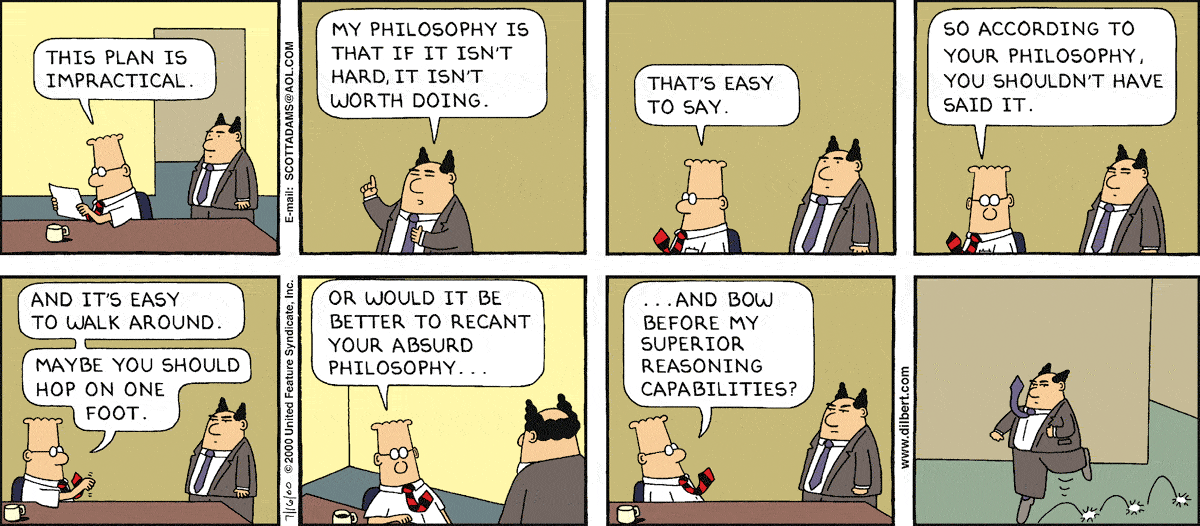 THIS PLAN IS
IMPRACTICAL.
E-mail: SCOTTADAMS@AOL.COM
MY PHILOSOPHY IS
THAT IF IT ISN'T
HARD, IT ISN'T
WORTH DOING.
THAT'S EASY
TO SAY.
SO ACCORDING TO
YOUR PHILOSOPHY,
YOU SHOULDN'T HAVE
SAID IT.
AND IT'S EASY
TO WALK AROUND.
MAYBE YOU SHOULD
HOP ON ONE
FOOT.
7/16/00 © 2000 United Feature Syndicate, Inc.
OR WOULD IT BE
BETTER TO RECANT
YOUR ABSURD
PHILOSOPHY...
...AND BOW
BEFORE MY
SUPERIOR
REASONING
CAPABILITIES?
www.dilbert.com